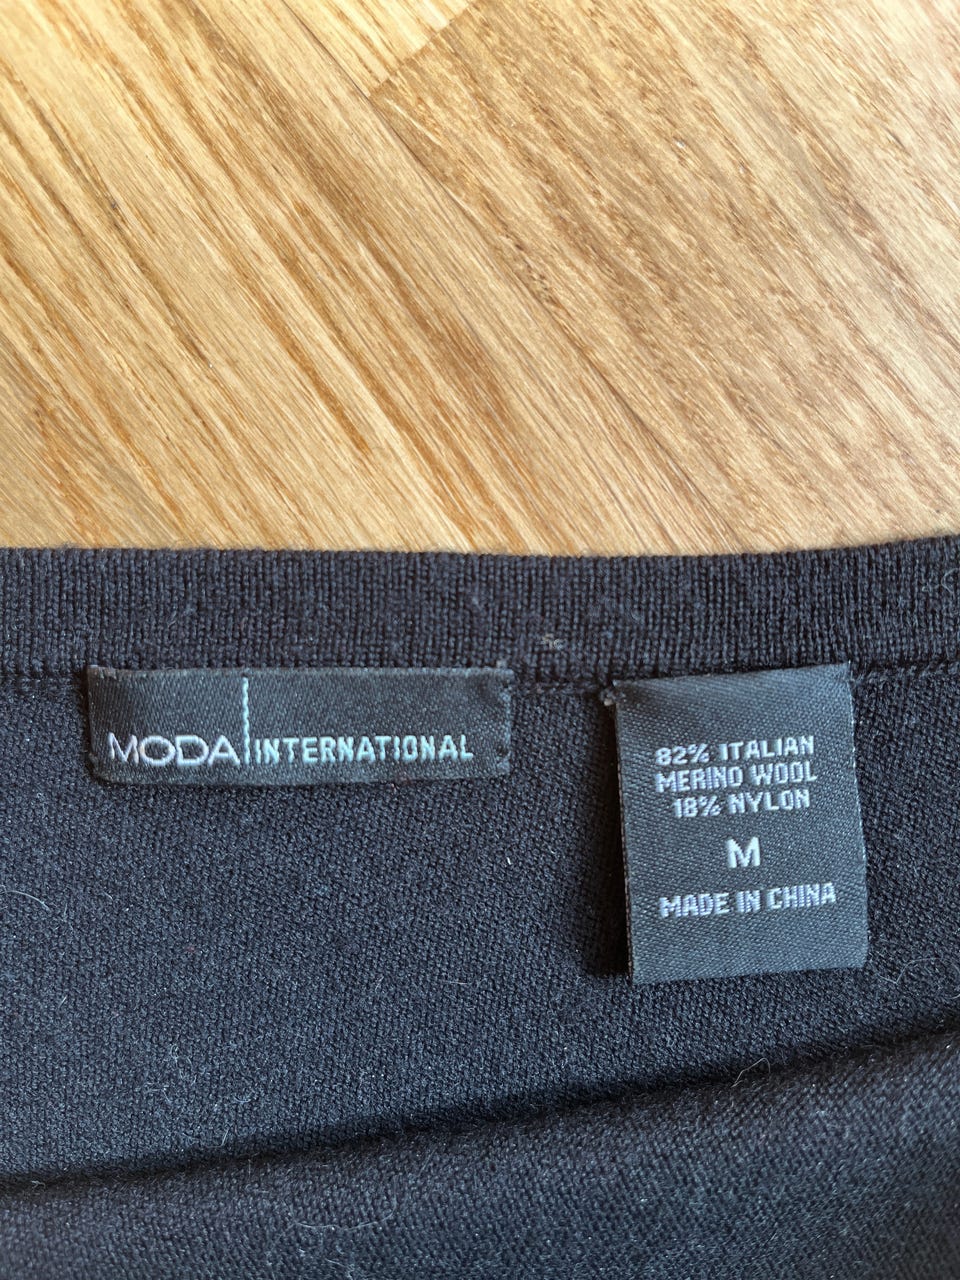 MODA INTERNATIONAL
82% ITALIAN
MERINO WOOL
18% NYLON
M
MADE IN CHINA